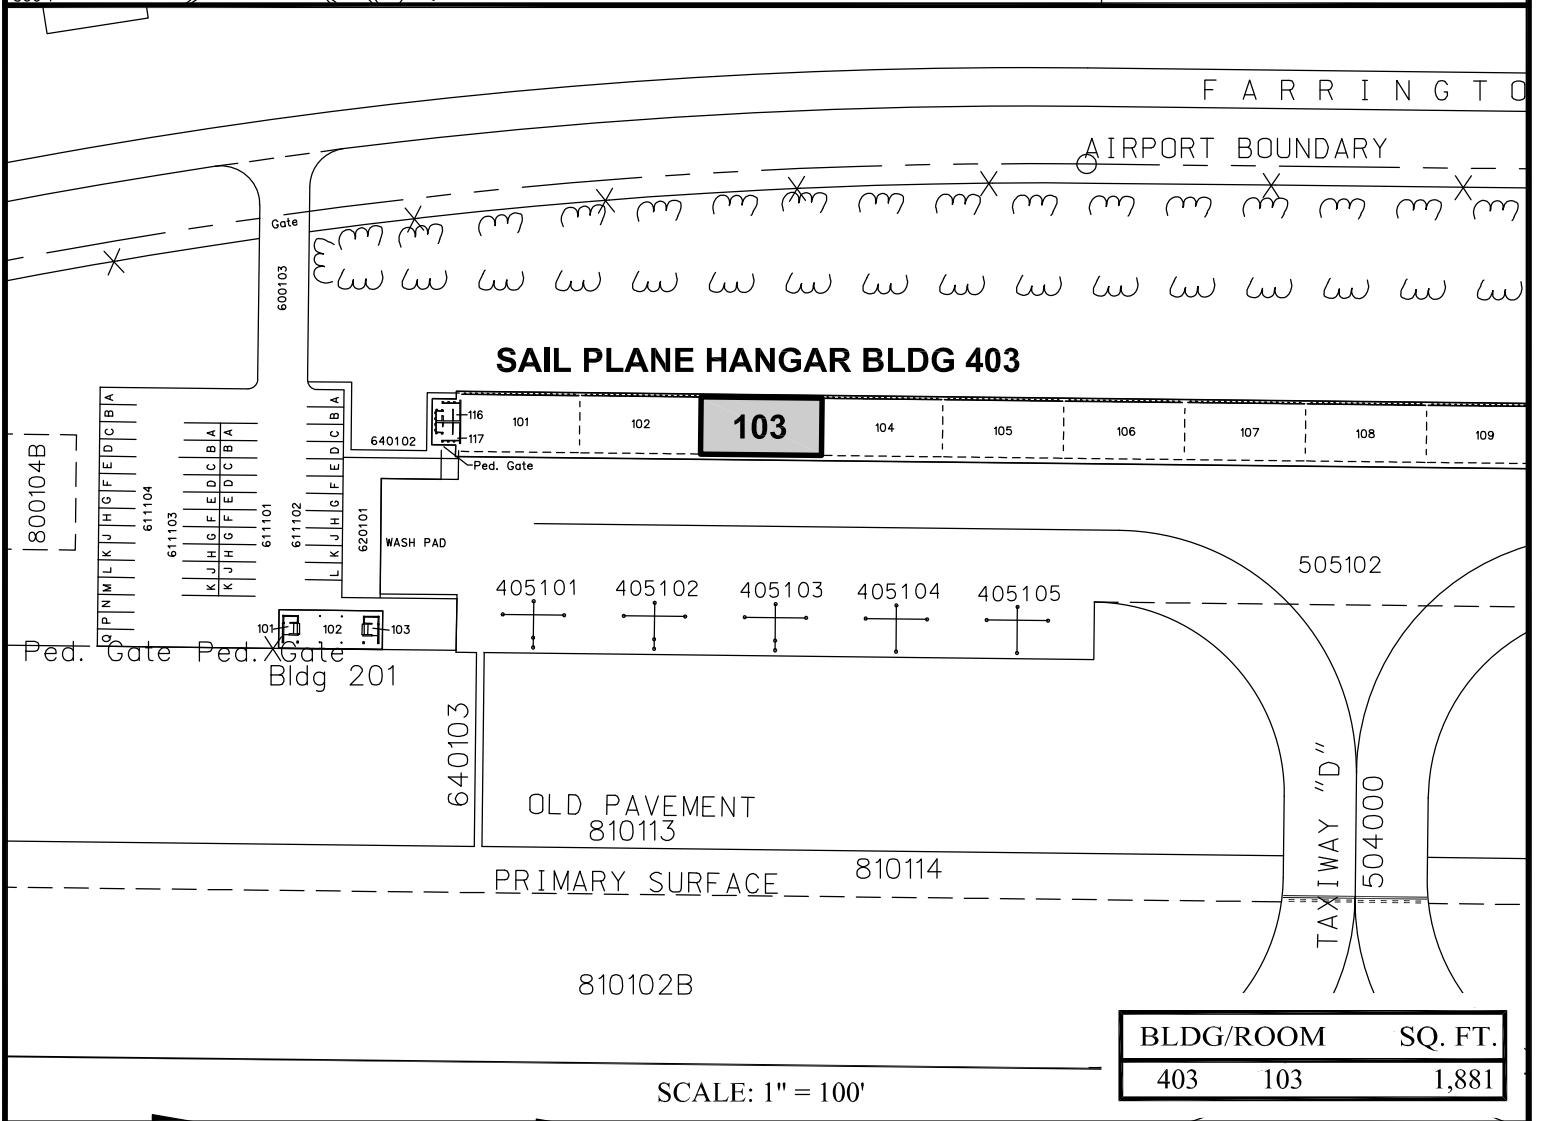 FARRINGTO
AIRPORT BOUNDARY
Gate
600103
SAIL PLANE HANGAR BLDG 403
116
117
101
102
103
104
105
106
107
108
109
640102
Ped. Gate
A
B
C
D
E
F
G
H
J
K
L
M
N
P
Q
A
B
C
D
E
F
G
H
J
K
A
B
C
D
E
F
G
H
J
K
A
B
C
D
E
F
G
H
J
K
L
800104B
611104
611103
611101
611102
620101
WASH PAD
405101
405102
405103
405104
405105
505102
101
102
103
Ped. Gate
Ped. Gate
Bldg 201
640103
OLD PAVEMENT
810113
810114
PRIMARY SURFACE
TAXIWAY "D"
504000
810102B
BLDG/ROOM SQ. FT.
403 103 1,881
SCALE: 1" = 100'